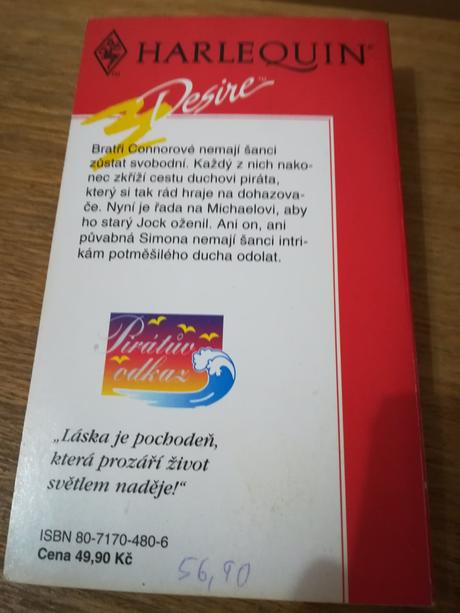 HARLEQUIN®
Desire™
Bratři Connorové nemají šanci
zůstat svobodní. Každý z nich nako-
nec zkříží cestu duchovi piráta,
který si tak rád hraje na dohazova-
če. Nyní je řada na Michaelovi, aby
ho starý Jock oženil. Ani on, ani
půvabná Simona nemají šanci intri-
kám potměšilého ducha odolat.
Pirátův
odkaz
„Láska je pochodeň,
která prozáří život
světlem naděje!“
ISBN 80-7170-480-6
Cena 49,90 Kč
56,90